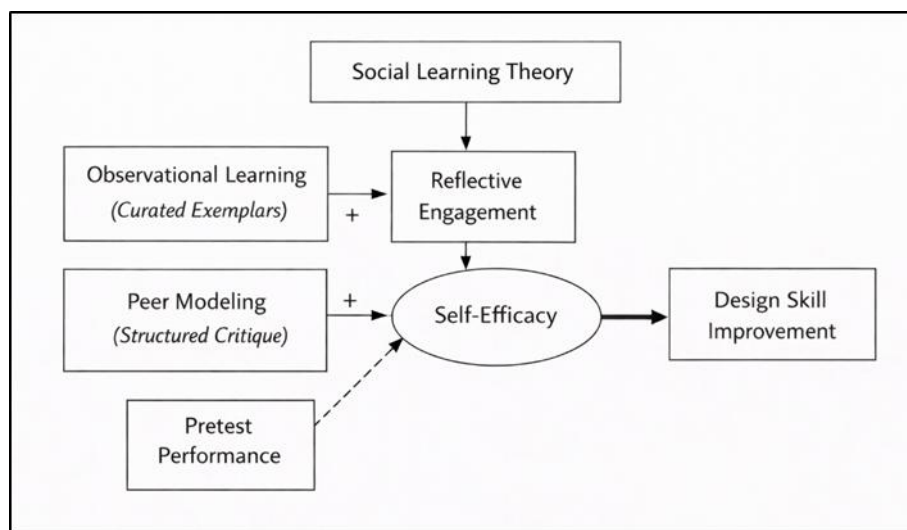 Social Learning Theory
Observational Learning
(Curated Exemplars)
+
Reflective
Engagement
Peer Modeling
(Structured Critique)
+
Self-Efficacy
Design Skill
Improvement
Pretest
Performance